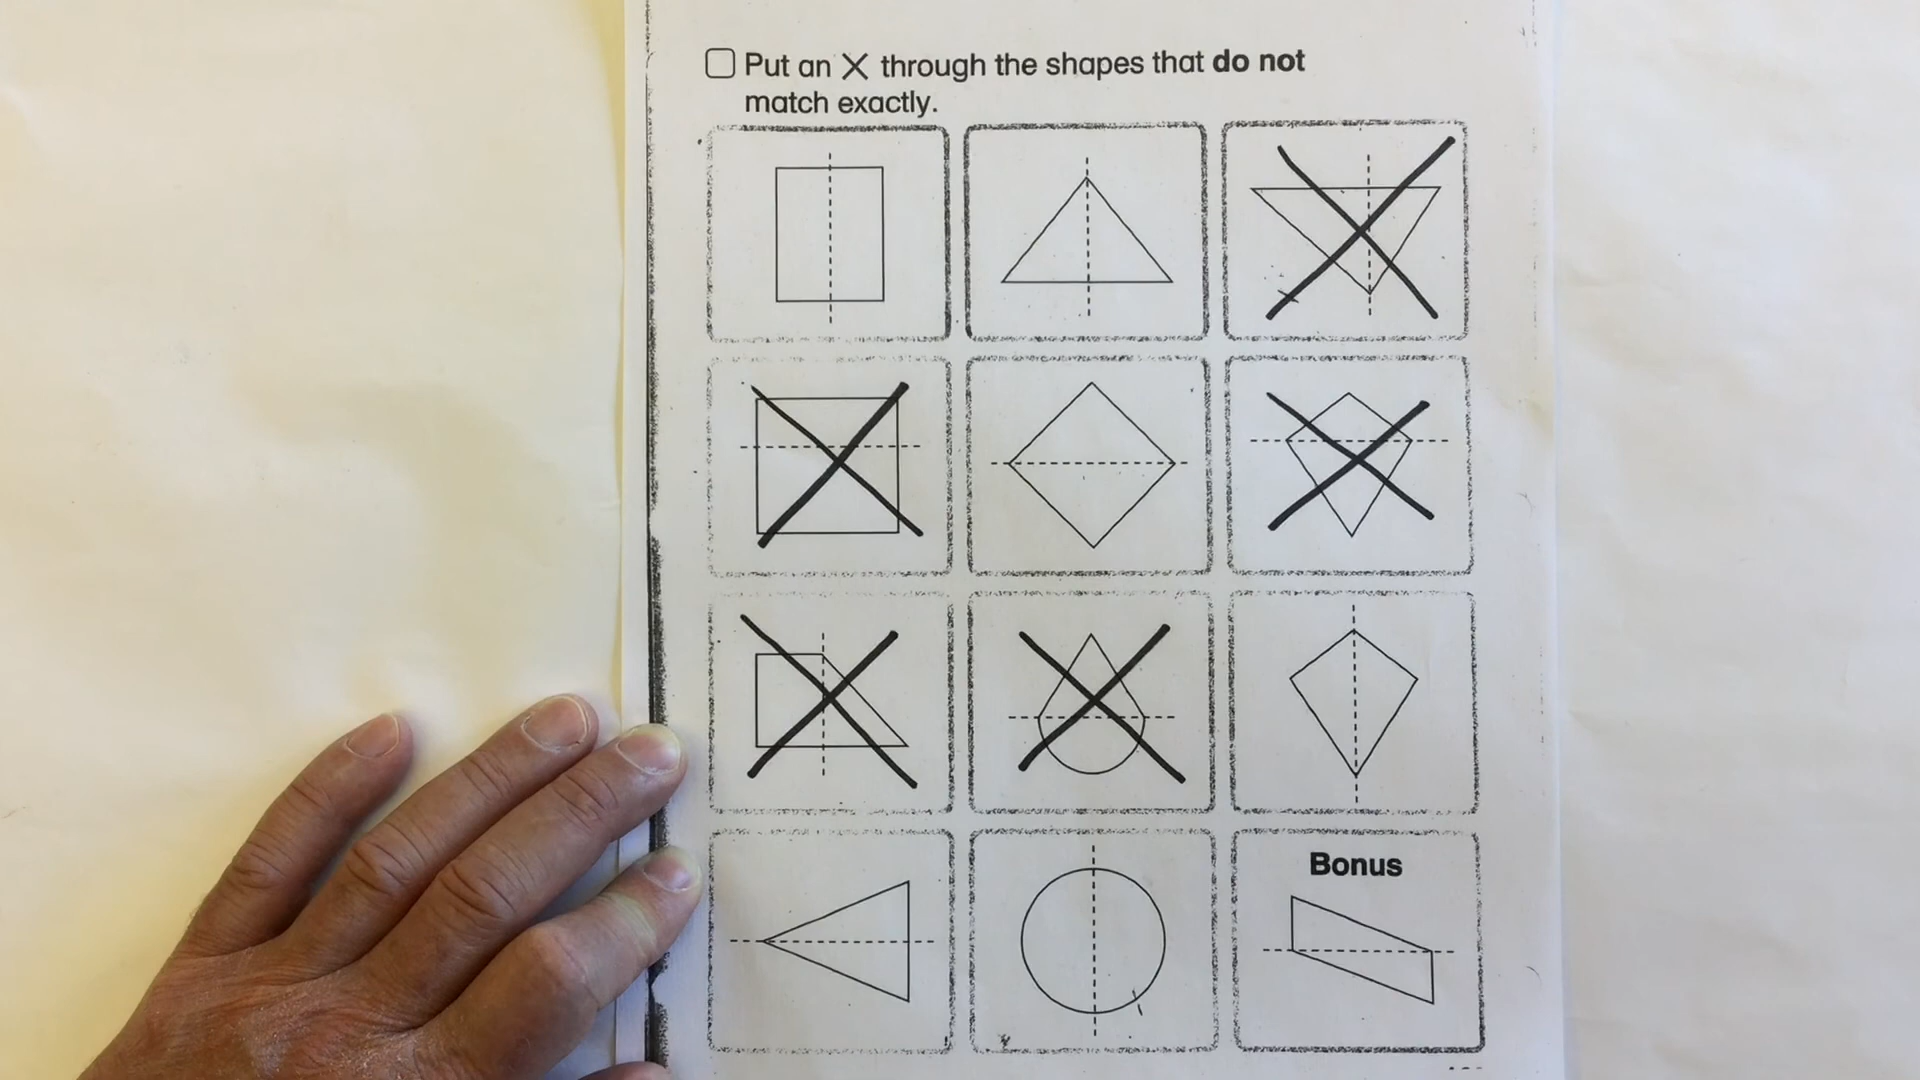 Put an X through the shapes that do not
match exactly.
Bonus